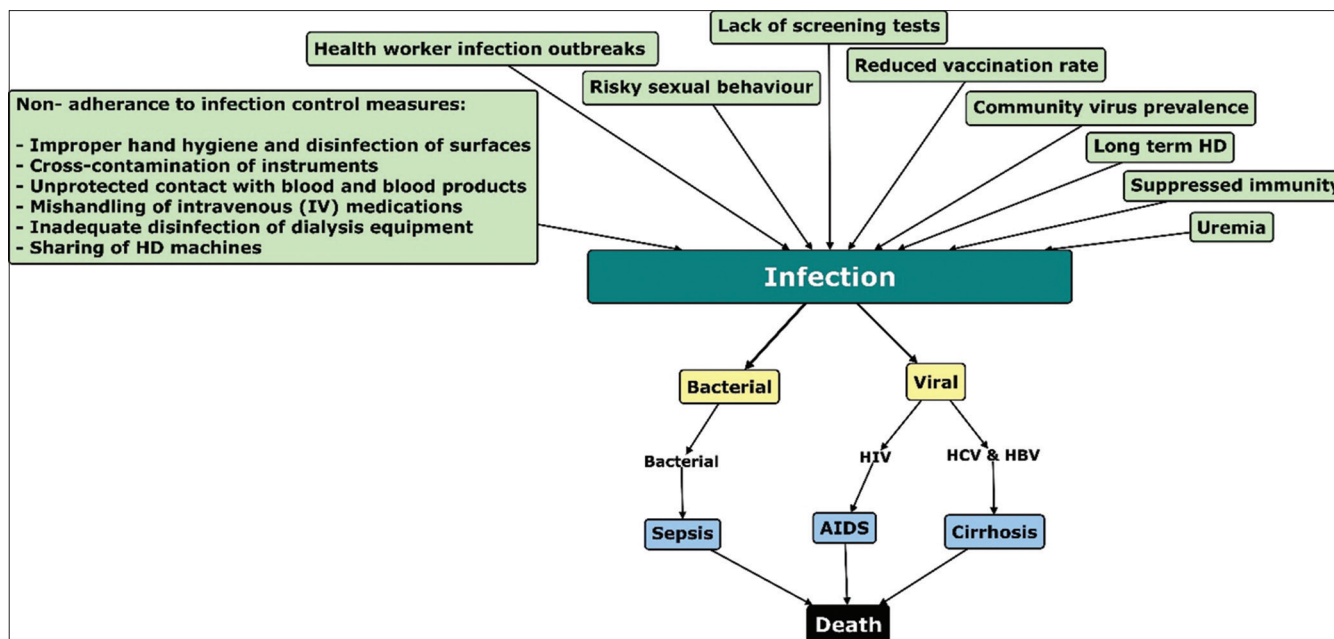 Lack of screening tests
Health worker infection outbreaks
Reduced vaccination rate
Risky sexual behaviour
Non- adherence to infection control measures:
- Improper hand hygiene and disinfection of surfaces
- Cross-contamination of instruments
- Unprotected contact with blood and blood products
- Mishandling of intravenous (IV) medications
- Inadequate disinfection of dialysis equipment
- Sharing of HD machines
Community virus prevalence
Long term HD
Suppressed immunity
Uremia
Infection
Bacterial
Viral
Bacterial
HIV
HCV & HBV
Sepsis
AIDS
Cirrhosis
Death